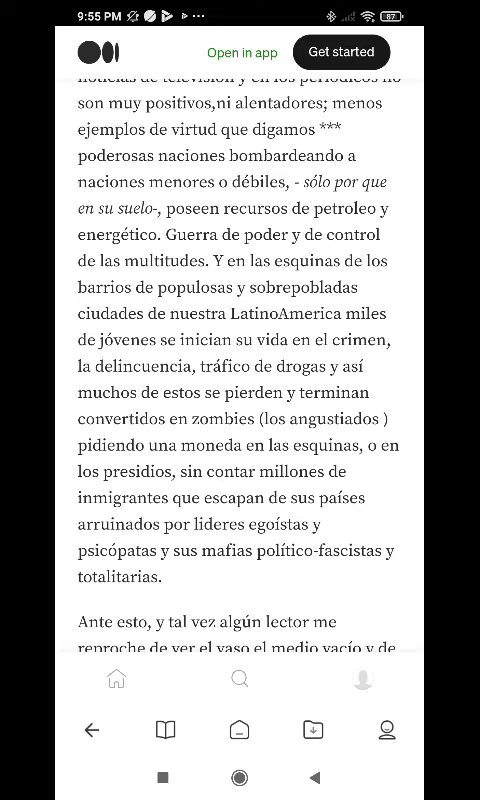 9:55 PM
87
Open in app
Get started
noticias de televisión y en los periódicos no
son muy positivos,ni alentadores; menos
ejemplos de virtud que digamos ***
poderosas naciones bombardeando a
naciones menores o débiles, - sólo por que
en su suelo-, poseen recursos de petroleo y
energético. Guerra de poder y de control
de las multitudes. Y en las esquinas de los
barrios de populosas y sobrepobladas
ciudades de nuestra LatinoAmerica miles
de jóvenes se inician su vida en el crimen,
la delincuencia, tráfico de drogas y así
muchos de estos se pierden y terminan
convertidos en zombies (los angustiados )
pidiendo una moneda en las esquinas, o en
los presidios, sin contar millones de
inmigrantes que escapan de sus países
arruinados por lideres egoístas y
psicópatas y sus mafias político-fascistas y
totalitarias.
Ante esto, y tal vez algún lector me
reproche de ver el vaso el medio vacío y de